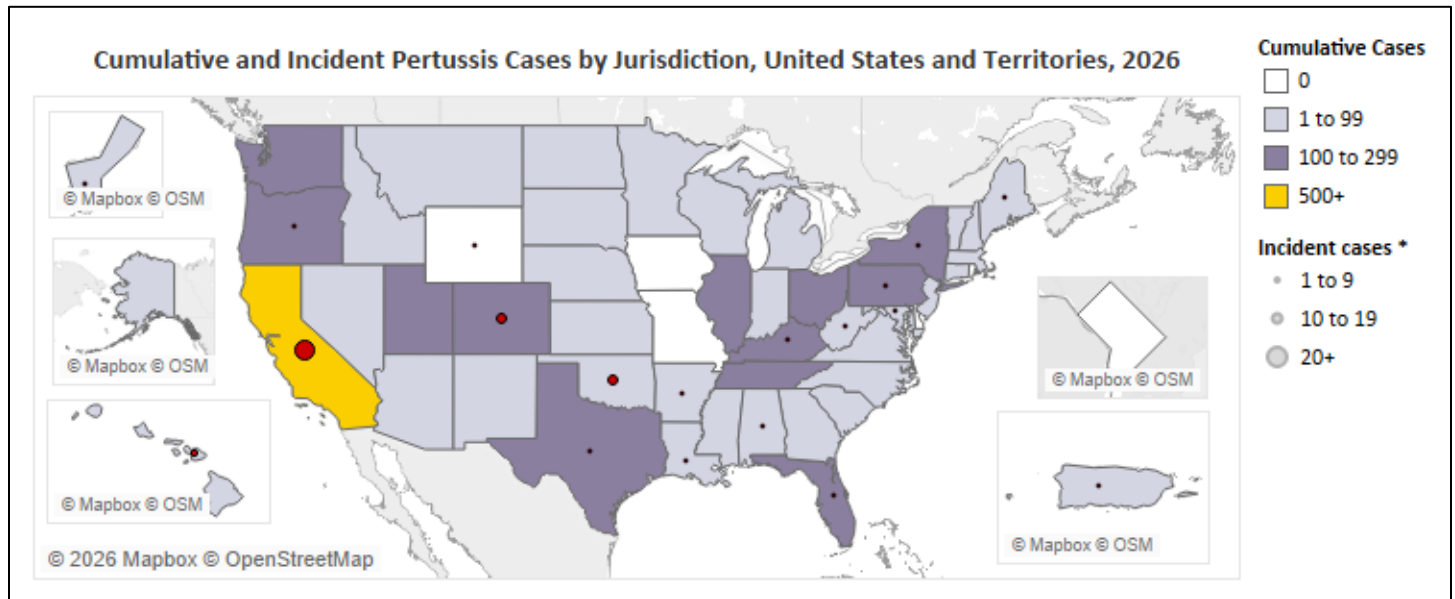 Cumulative and Incident Pertussis Cases by Jurisdiction, United States and Territories, 2026
Cumulative Cases
0
1 to 99
100 to 299
500+
Incident cases *
1 to 9
10 to 19
20+
© Mapbox © OSM
© Mapbox © OSM
© Mapbox © OSM
© Mapbox © OSM
© Mapbox © OSM
© 2026 Mapbox © OpenStreetMap